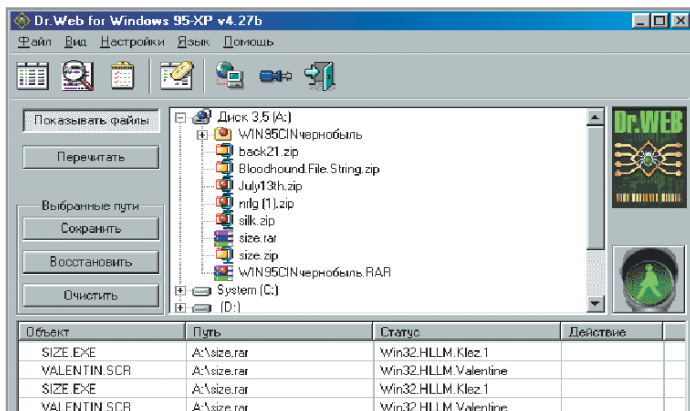 Dr.Web for Windows 95-XP v4.27b
Файл Вид Настройки Язык Помощь
Показывать файлы
Перечитать
Выбранные пути
Сохранить
Восстановить
Очистить
Диск 3,5 (A:)
WIN95CINчернобыль
back21.zip
Bloodhound.File.String.zip
July13th.zip
nrlg (1).zip
silk.zip
size.rar
size.zip
WIN95CINчернобыль.RAR
System (C:)
(D:)
Dr.WEB
Объект Путь Статус Действие
SIZE.EXE A:\size.rar Win32.HLLM.Klez.1
VALENTIN.SCR A:\size.rar Win32.HLLM.Valentine
SIZE.EXE A:\size.rar Win32.HLLM.Klez.1
VALENTIN.SCR A:\size.rar Win32.HLLM.Valentine